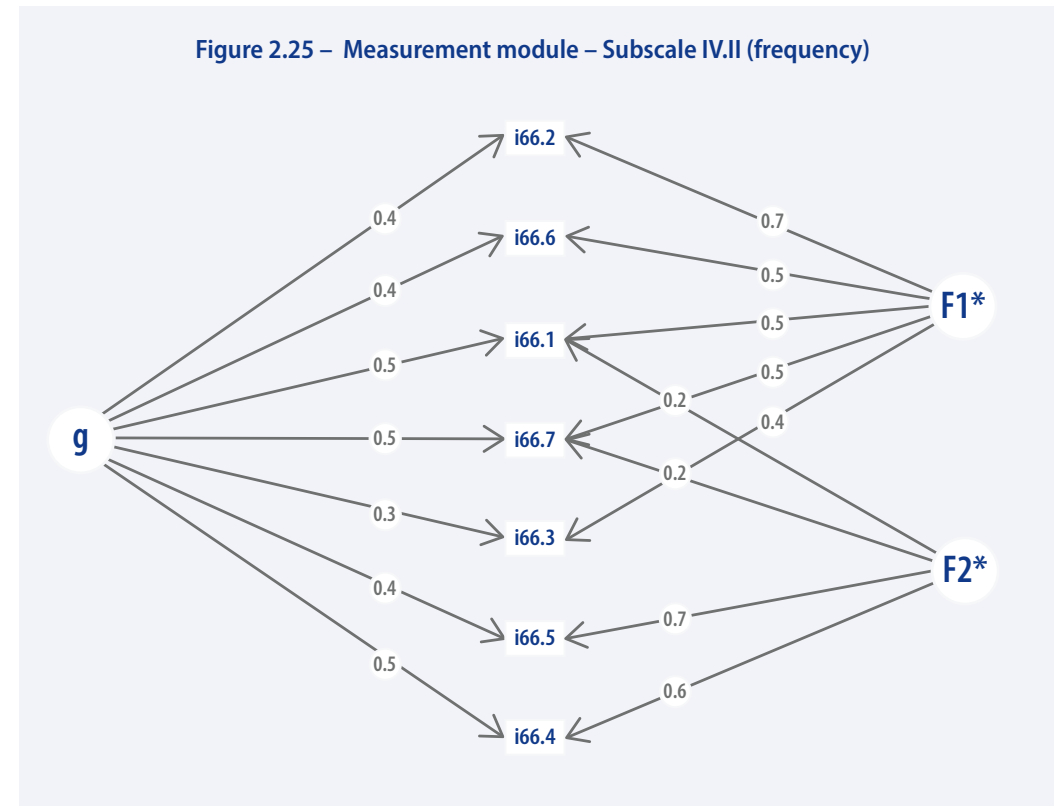 Figure 2.25 – Measurement module – Subscale IV.II (frequency)
i66.2
0.4
0.7
i66.6
0.4
0.5
F1*
i66.1
0.5
0.5
0.5
0.2
0.4
g
0.5
i66.7
0.2
0.3
i66.3
F2*
0.4
i66.5
0.7
0.5
0.6
i66.4